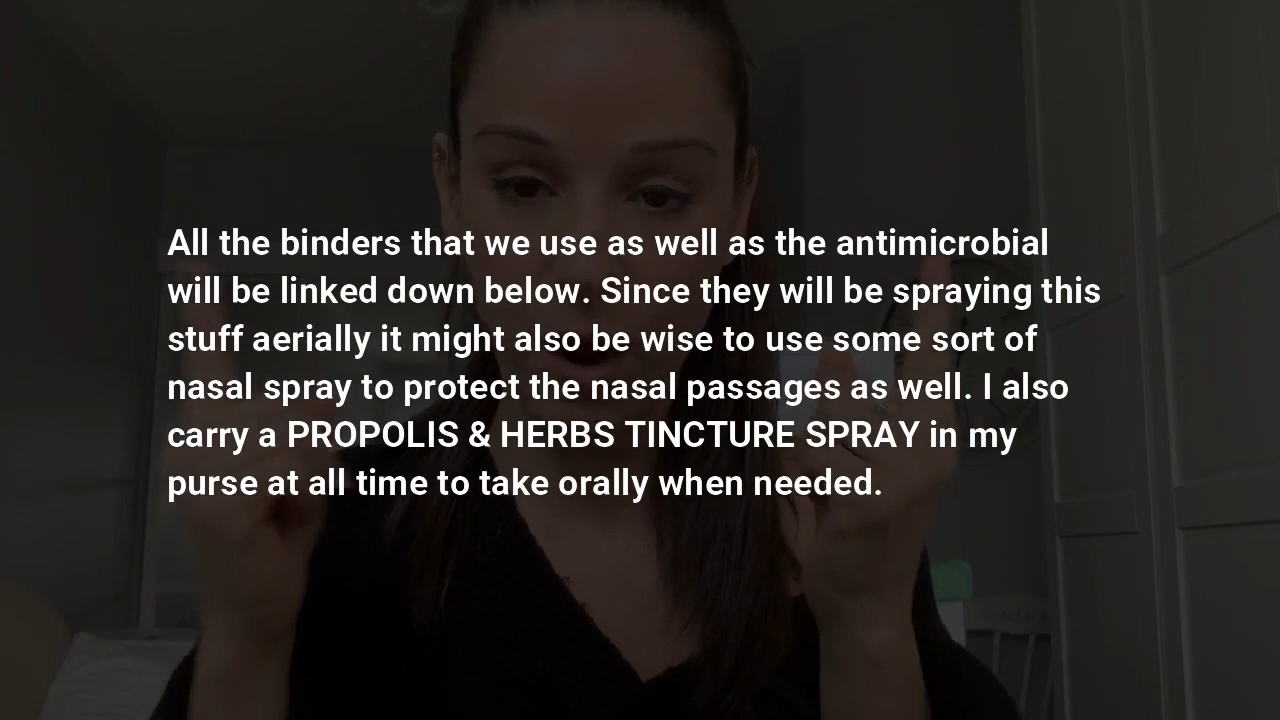 All the binders that we use as well as the antimicrobial
will be linked down below. Since they will be spraying this
stuff aerially it might also be wise to use some sort of
nasal spray to protect the nasal passages as well. I also
carry a PROPOLIS & HERBS TINCTURE SPRAY in my
purse at all time to take orally when needed.